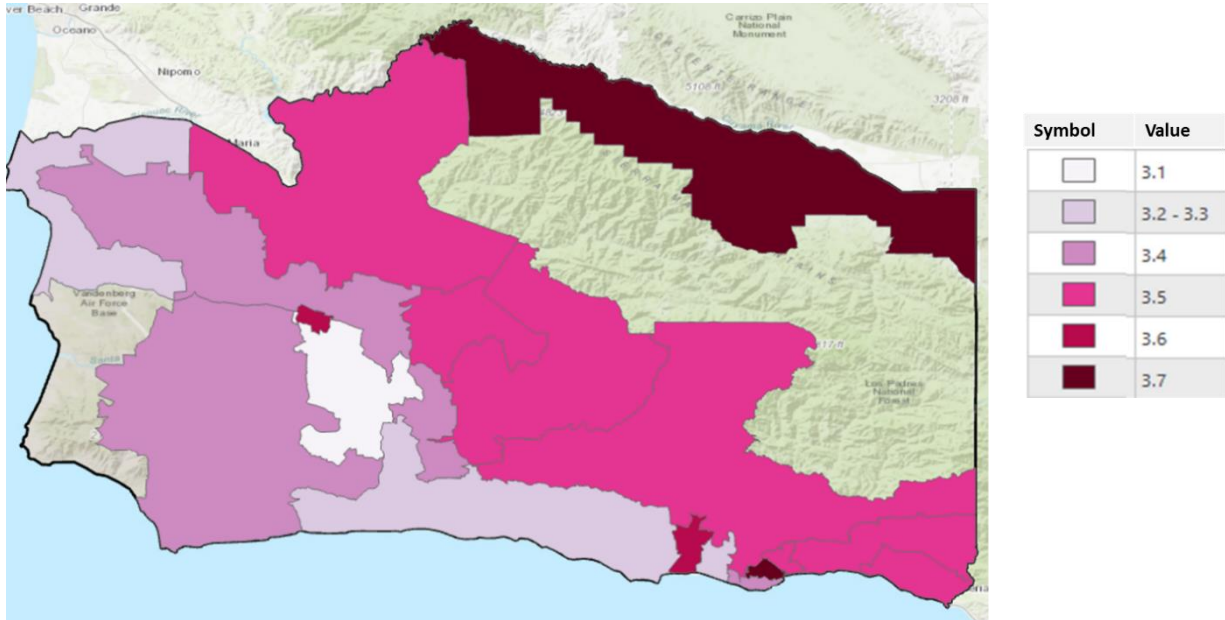 ver Beach Grande
Oceano
Nipomo
Maria
Carrizo Plain
National
Monument
5106 ft
3208 ft
Vandenberg
Air Force
Base
Santa
Los Padres
National
Forest
Symbol Value
3.1
3.2 - 3.3
3.4
3.5
3.6
3.7